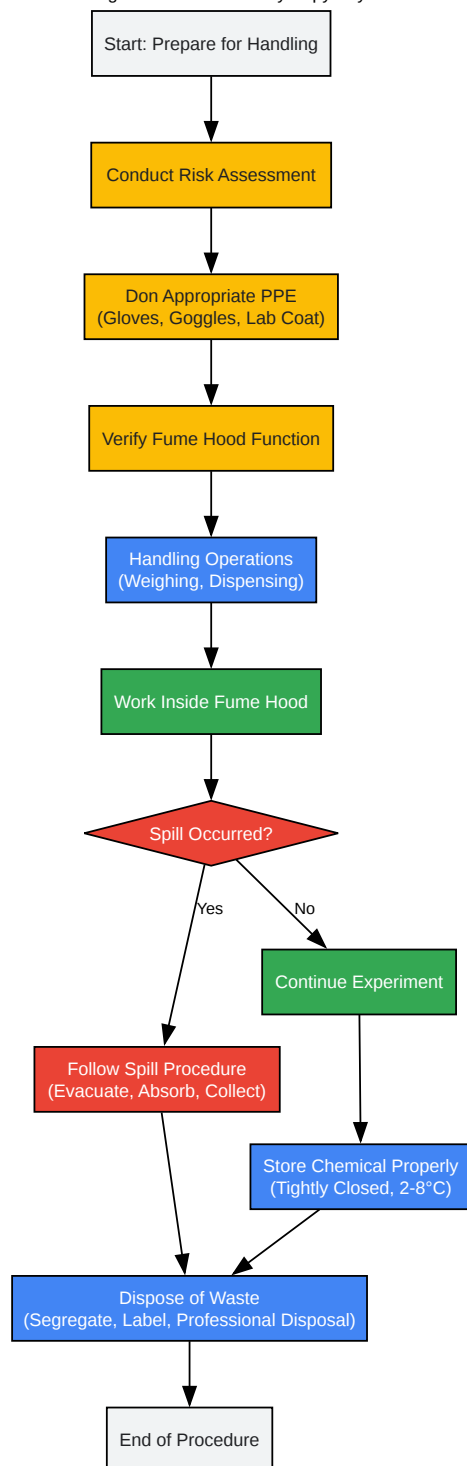 Start: Prepare for Handling
Conduct Risk Assessment
Don Appropriate PPE
(Gloves, Goggles, Lab Coat)
Verify Fume Hood Function
Handling Operations
(Weighing, Dispensing)
Work Inside Fume Hood
Spill Occurred?
Yes
No
Continue Experiment
Follow Spill Procedure
(Evacuate, Absorb, Collect)
Store Chemical Properly
(Tightly Closed, 2-8°C)
Dispose of Waste
(Segregate, Label, Professional Disposal)
End of Procedure